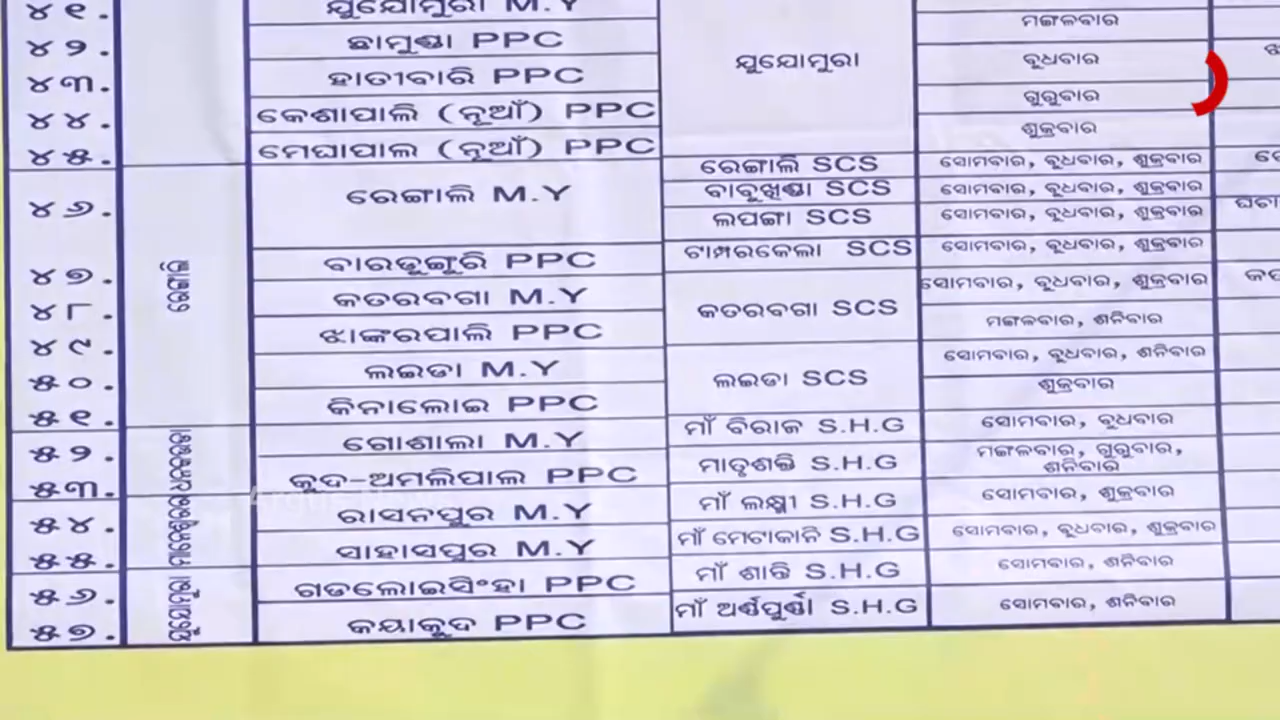 ୪୧. ଯୁଯୋମୁରା M.Y ମଙ୍ଗଳବାର
୪୨. ଛାମୁଣ୍ଡା PPC ଯୁଯୋମୁରା ବୁଧବାର
୪୩. ହାତୀବାରି PPC ଗୁରୁବାର
୪୪. କେଶାପାଲି (ନୂଆଁ) PPC ଶୁକ୍ରବାର
୪୫. ମେଘାପାଲ (ନୂଆଁ) PPC
ରେଙ୍ଗାଲି
୪୬. ରେଙ୍ଗାଲି M.Y ରେଙ୍ଗାଲି SCS ସୋମବାର, ବୁଧବାର, ଶୁକ୍ରବାର
ବାବୁଖିଣ୍ଡା SCS ସୋମବାର, ବୁଧବାର, ଶୁକ୍ରବାର
ଲପଙ୍ଗା SCS ସୋମବାର, ବୁଧବାର, ଶୁକ୍ରବାର
୪୭. ବାରଡୁଙ୍ଗୁରି PPC ଟାମ୍ପରକେଲା SCS ସୋମବାର, ବୁଧବାର, ଶୁକ୍ରବାର
୪୮. କତରବଗା M.Y କତରବଗା SCS ସୋମବାର, ବୁଧବାର, ଶୁକ୍ରବାର
୪୯. ଝାଙ୍କରପାଲି PPC ମଙ୍ଗଳବାର, ଶନିବାର
୫୦. ଲଇଡା M.Y ଲଇଡା SCS ସୋମବାର, ବୁଧବାର, ଶନିବାର
୫୧. କିନାଲୋଇ PPC ଶୁକ୍ରବାର
୫୨. ଗୋଶାଲା M.Y ମାଁ ବିରାଜ S.H.G ସୋମବାର, ବୁଧବାର
୫୩. କୁଦ-ଅମଲିପାଲ PPC ମାତୃଶକ୍ତି S.H.G ମଙ୍ଗଳବାର, ଗୁରୁବାର,
ଶନିବାର
୫୪. ରାସନପୁର M.Y ମାଁ ଲକ୍ଷ୍ମୀ S.H.G ସୋମବାର, ଶୁକ୍ରବାର
୫୫. ସାହାସପୁର M.Y ମାଁ ମେଟାକାନି S.H.G ସୋମବାର, ବୁଧବାର, ଶୁକ୍ରବାର
ଯୁଯୋମୁରା
୫୬. ଗଡଲୋଇସିଂହା PPC ମାଁ ଶାନ୍ତି S.H.G ସୋମବାର, ଶନିବାର
୫୭. କୟାକୁଦ PPC ମାଁ ଅର୍ଣ୍ଣପୁର୍ଣ୍ଣା S.H.G ସୋମବାର, ଶନିବାର